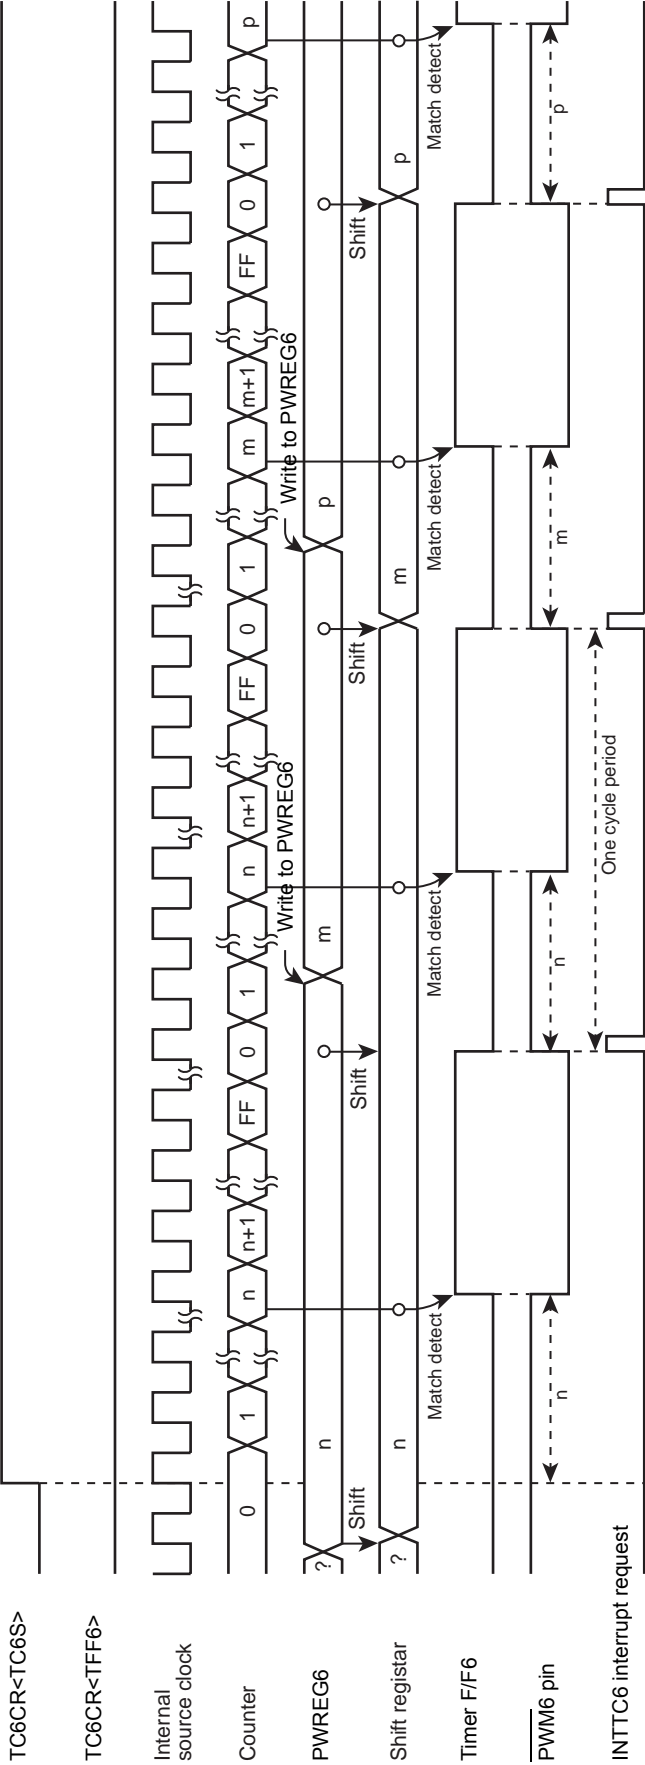 TC6CR<TC6S>
TC6CR<TFF6>
Internal
source clock
Counter 0 1 n n+1 FF 0 1 n n+1 FF 0 1 m m+1 FF 0 1 p
Write to PWREG6 Write to PWREG6
PWREG6 ? n m p
Shift Shift Shift Shift
Shift registar ? n m p
Match detect Match detect Match detect Match detect
Timer F/F6
PWM6 pin n n m p
One cycle period
INTTC6 interrupt request